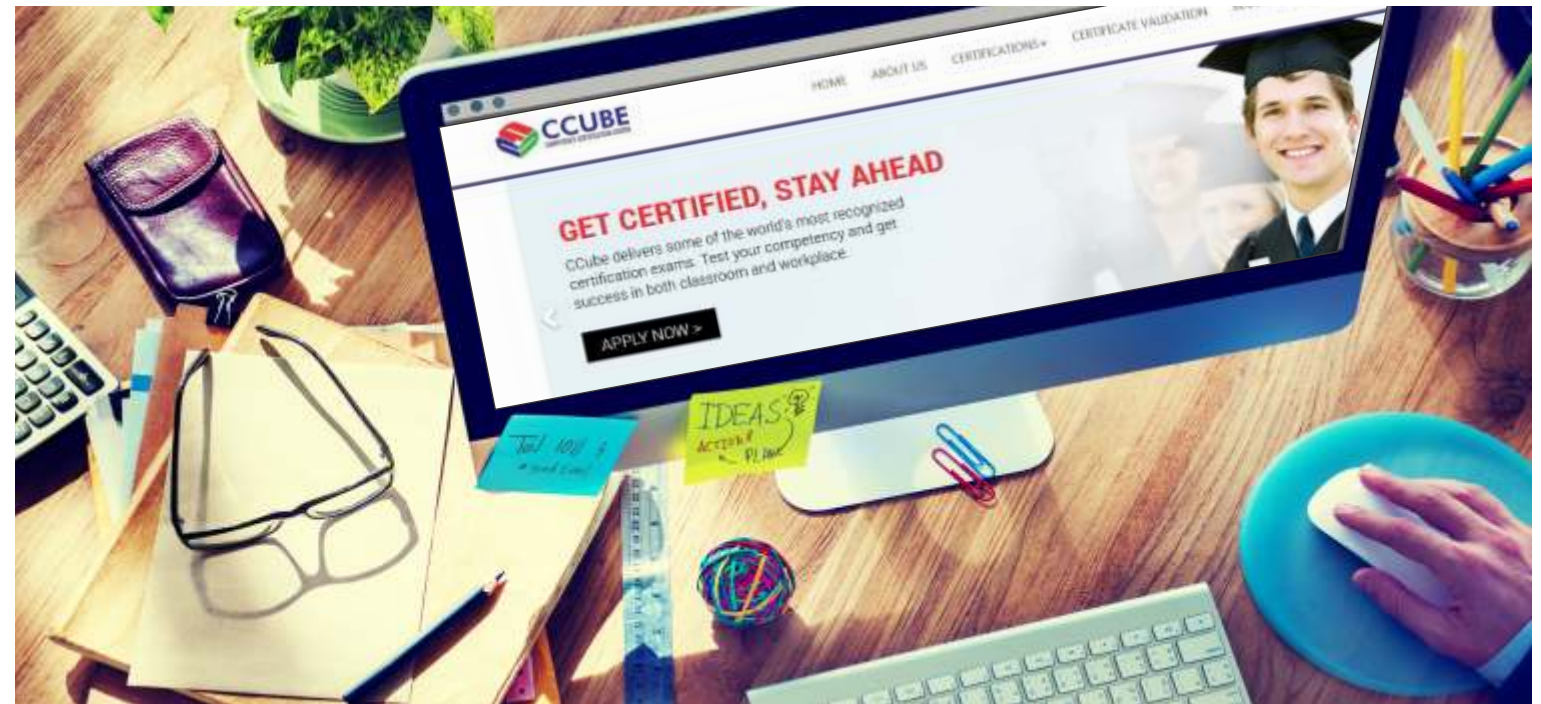 HOME ABOUT US CERTIFICATIONS CERTIFICATE VALIDATION
CCUBE
GET CERTIFIED, STAY AHEAD
CCube delivers some of the world's most recognized
certification exams. Test your competency and get
success in both classroom and workplace.
APPLY NOW >
IDEAS
ACTION
PLAN